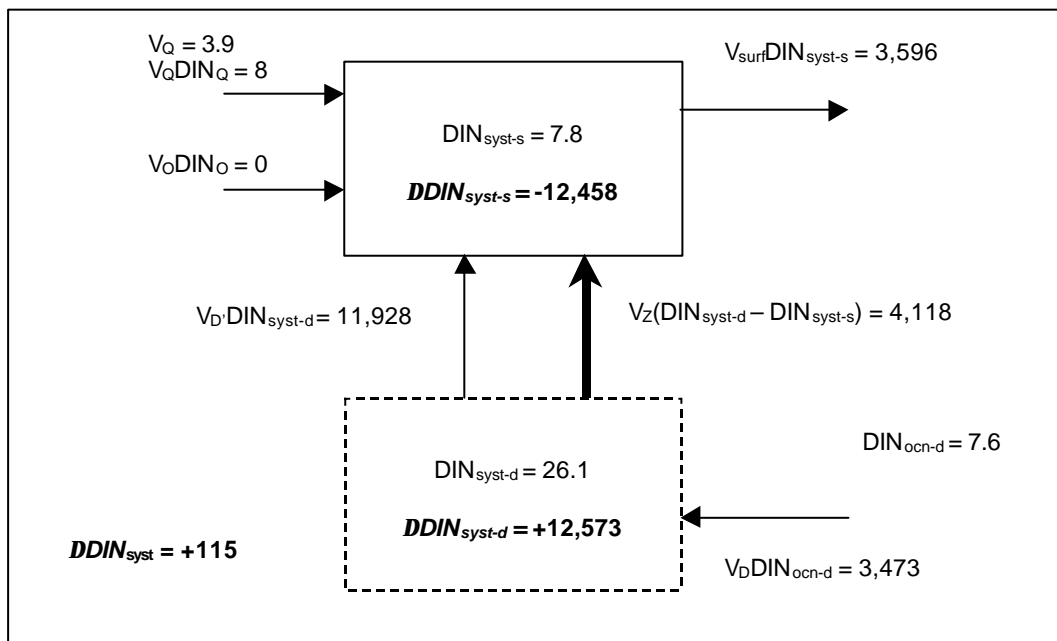 V_Q = 3.9
V_QDIN_Q = 8
V_surfDIN_syst-s = 3,596
DIN_syst-s = 7.8
V_ODIN_O = 0
DDIN_syst-s = -12,458
V_D'DIN_syst-d = 11,928
V_Z(DIN_syst-d – DIN_syst-s) = 4,118
DIN_ocn-d = 7.6
DIN_syst-d = 26.1
DDIN_syst-d = +12,573
DDIN_syst = +115
V_DDIN_ocn-d = 3,473